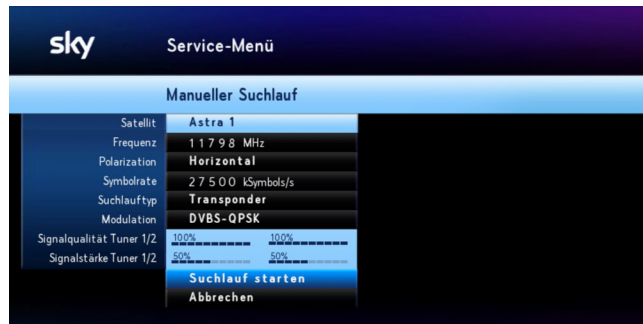 sky
Service-Menü
Manueller Suchlauf
Satellit Astra 1
Frequenz 11798 MHz
Polarization Horizontal
Symbolrate 27500 kSymbols/s
Suchlauftyp Transponder
Modulation DVBS-QPSK
Signalqualität Tuner 1/2 100% 100%
Signalstärke Tuner 1/2 50% 50%
Suchlauf starten
Abbrechen